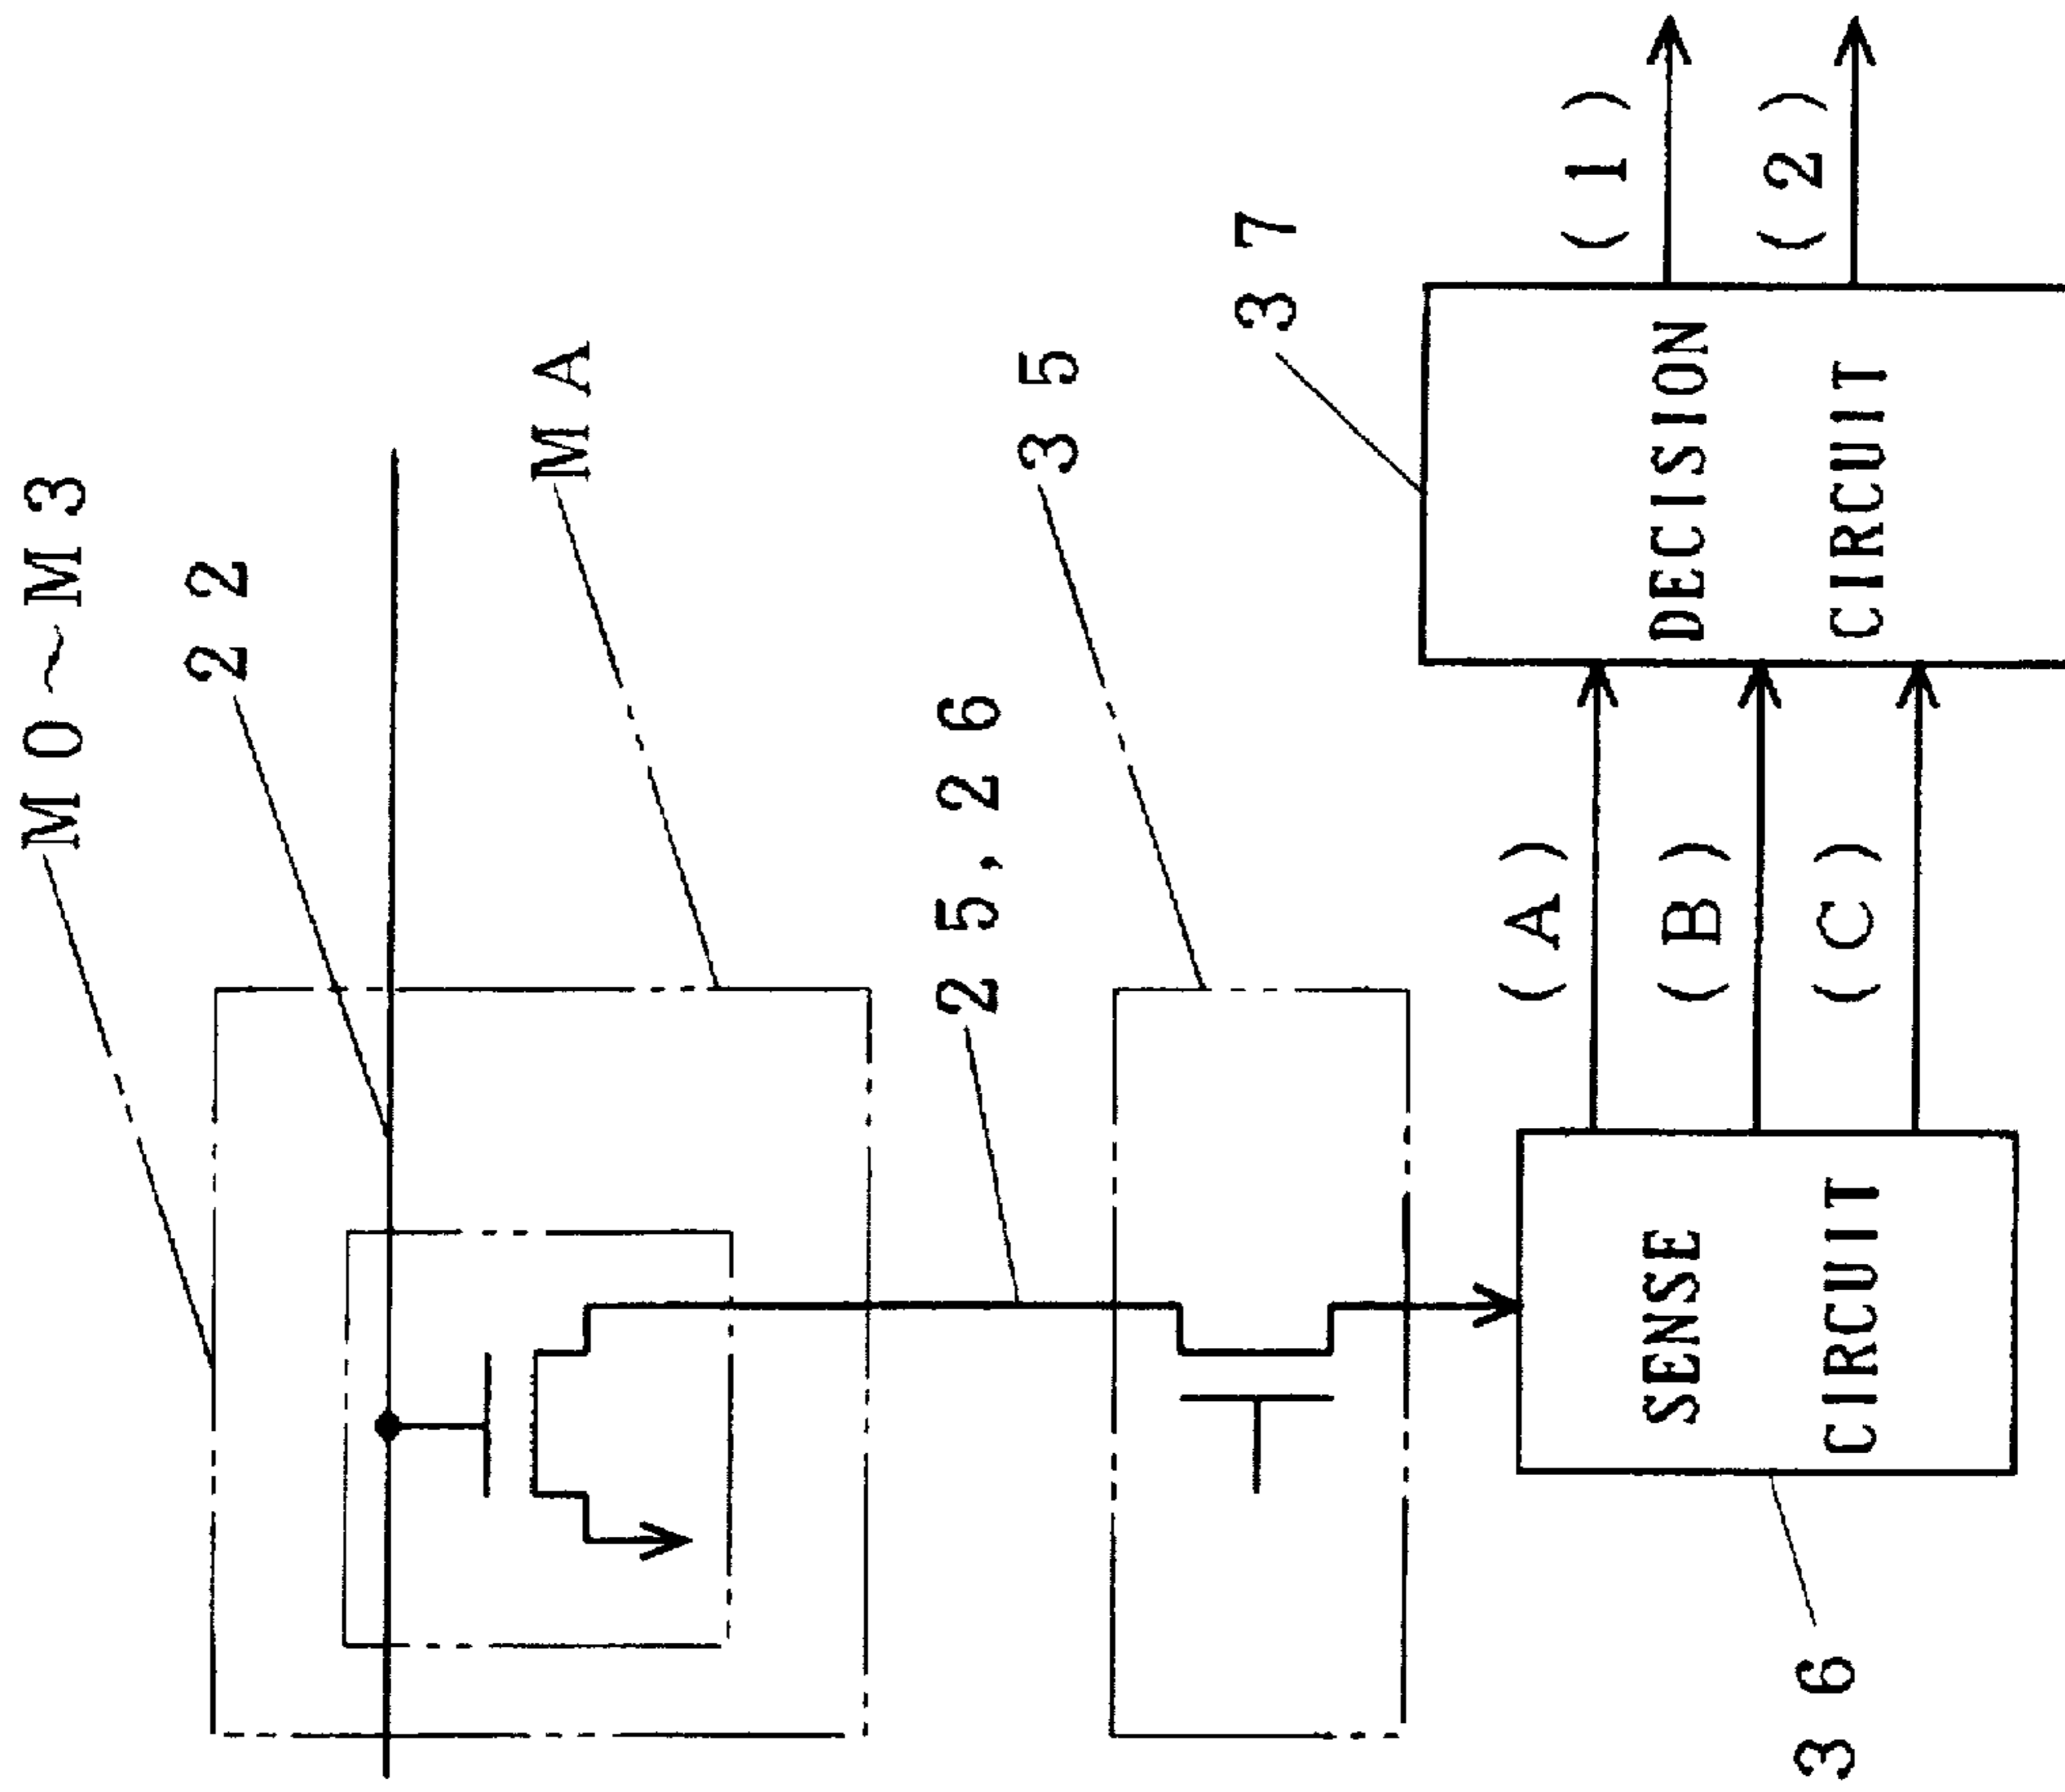 M0~M3
22
MA
25, 26
35
37
(A)
(B)
(C)
(1)
(2)
SENSE
CIRCUIT
DECISION
CIRCUIT
36